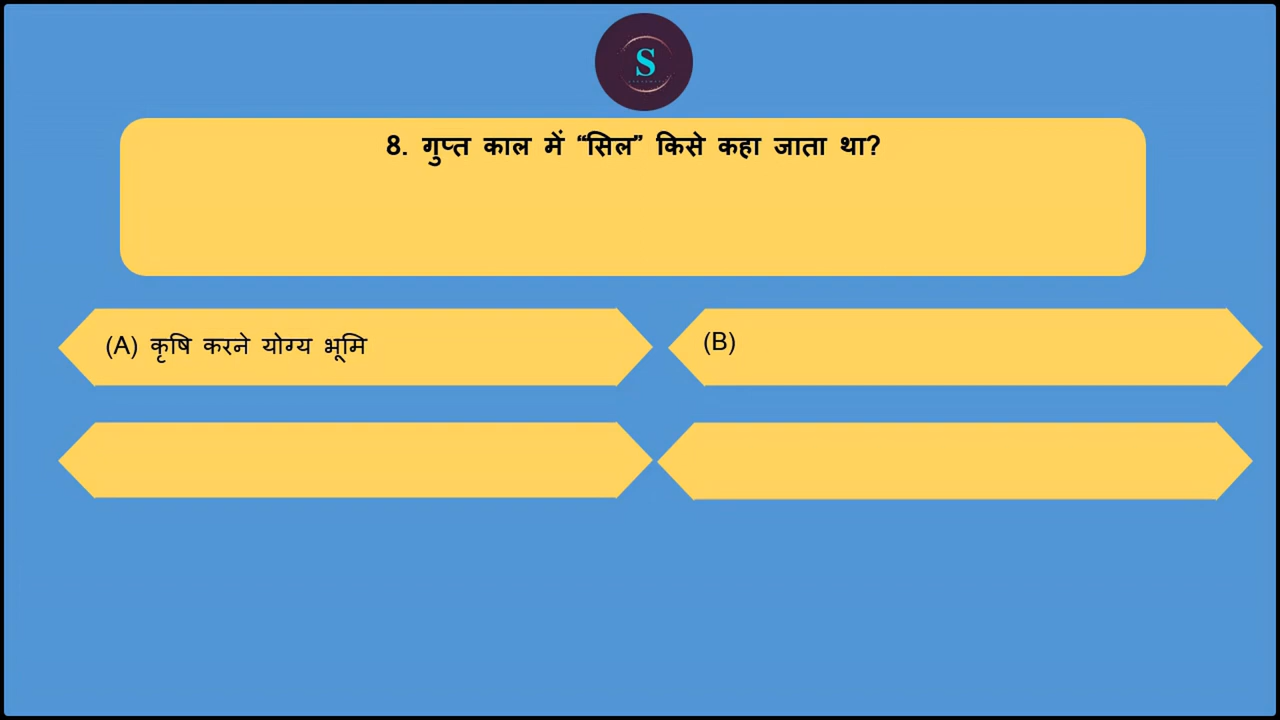 S
8. गुप्त काल में “सिल” किसे कहा जाता था?
(A) कृषि करने योग्य भूमि
(B)